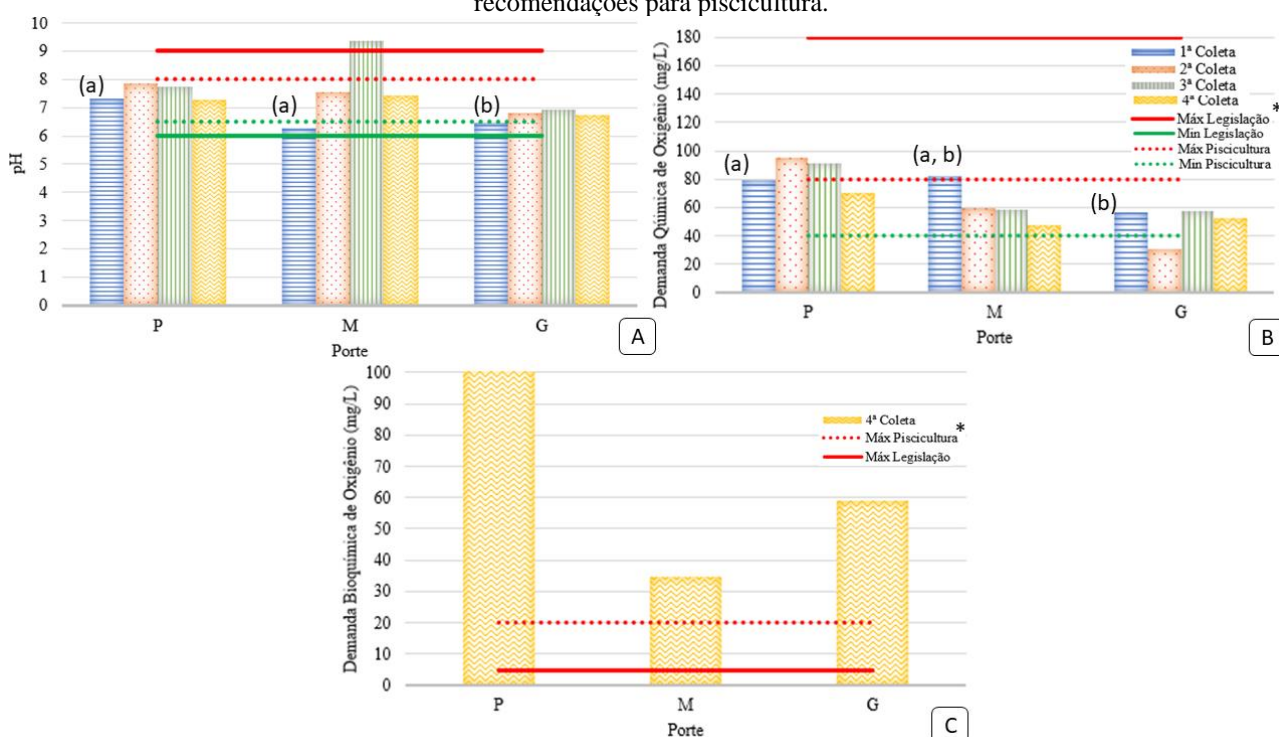 recomendações para piscicultura.
10
9
8
7
6
5
4
3
2
1
0
pH
(a)
(a)
(b)
P
M
G
Porte
A
180
160
140
120
100
80
60
40
20
0
Demanda Química de Oxigênio (mg/L)
1ª Coleta
2ª Coleta
3ª Coleta
4ª Coleta
Máx Legislação *
Min Legislação
Máx Piscicultura
Min Piscicultura
(a)
(a, b)
(b)
P
M
G
Porte
B
100
90
80
70
60
50
40
30
20
10
0
Demanda Bioquímica de Oxigênio (mg/L)
4ª Coleta
Máx Piscicultura *
Máx Legislação
P
M
G
Porte
C